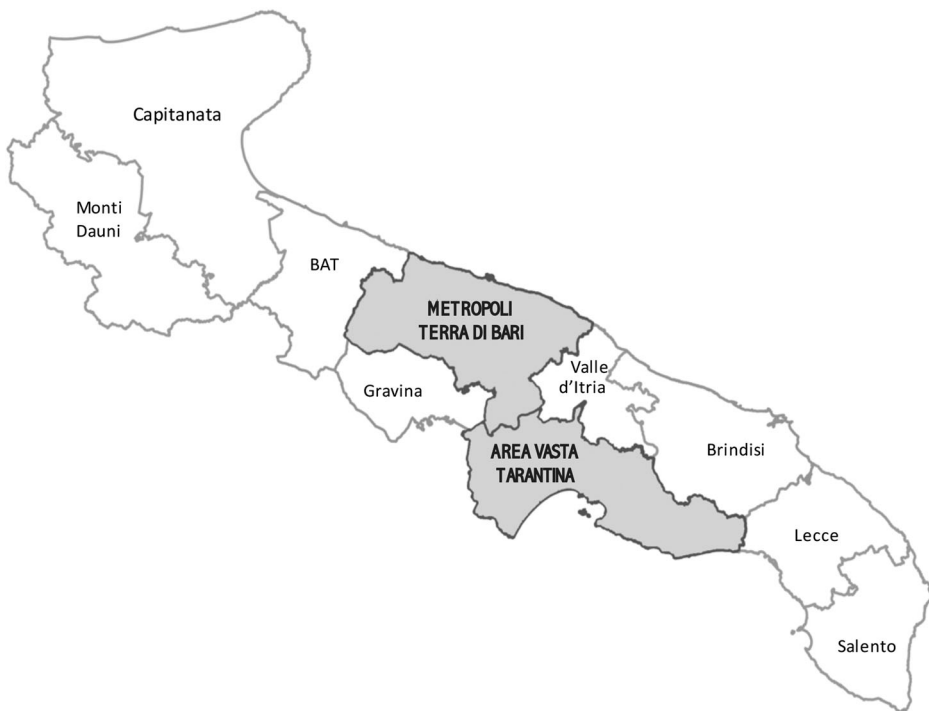 Capitanata
Monti
Dauni
BAT
METROPOLI
TERRA DI BARI
Gravina
Valle
d'Itria
AREA VASTA
TARANTINA
Brindisi
Lecce
Salento